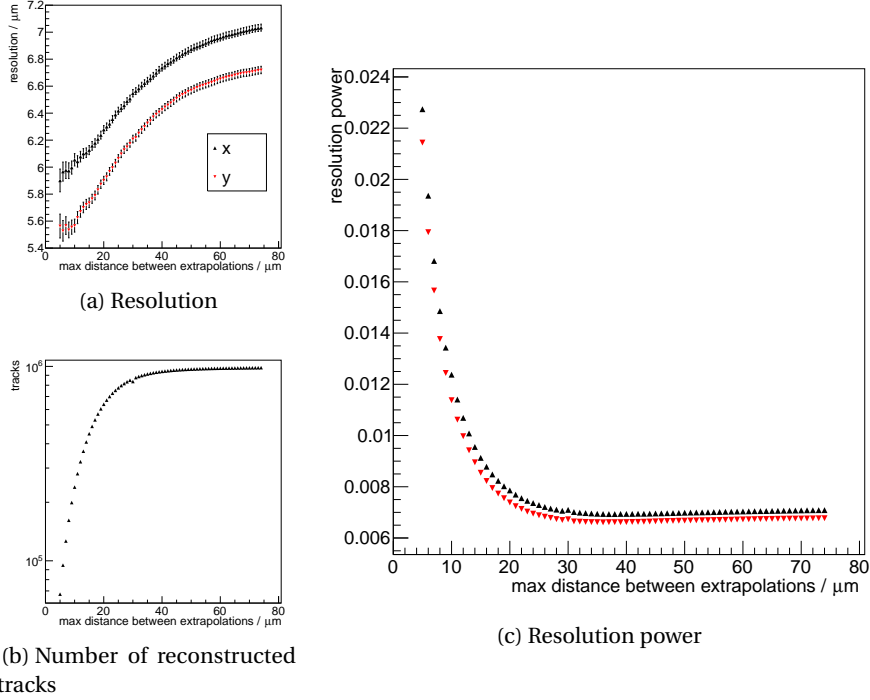 7.2
7
6.8
6.6
6.4
6.2
6
5.8
5.6
5.4
resolution / μm
x
y
0 20 40 60 80
max distance between extrapolations / μm
(a) Resolution
10⁶
10⁵
tracks
0 20 40 60 80
max distance between extrapolations / μm
(b) Number of reconstructed
tracks
0.024
0.022
0.02
0.018
0.016
0.014
0.012
0.01
0.008
0.006
resolution power
0 10 20 30 40 50 60 70 80
max distance between extrapolations / μm
(c) Resolution power